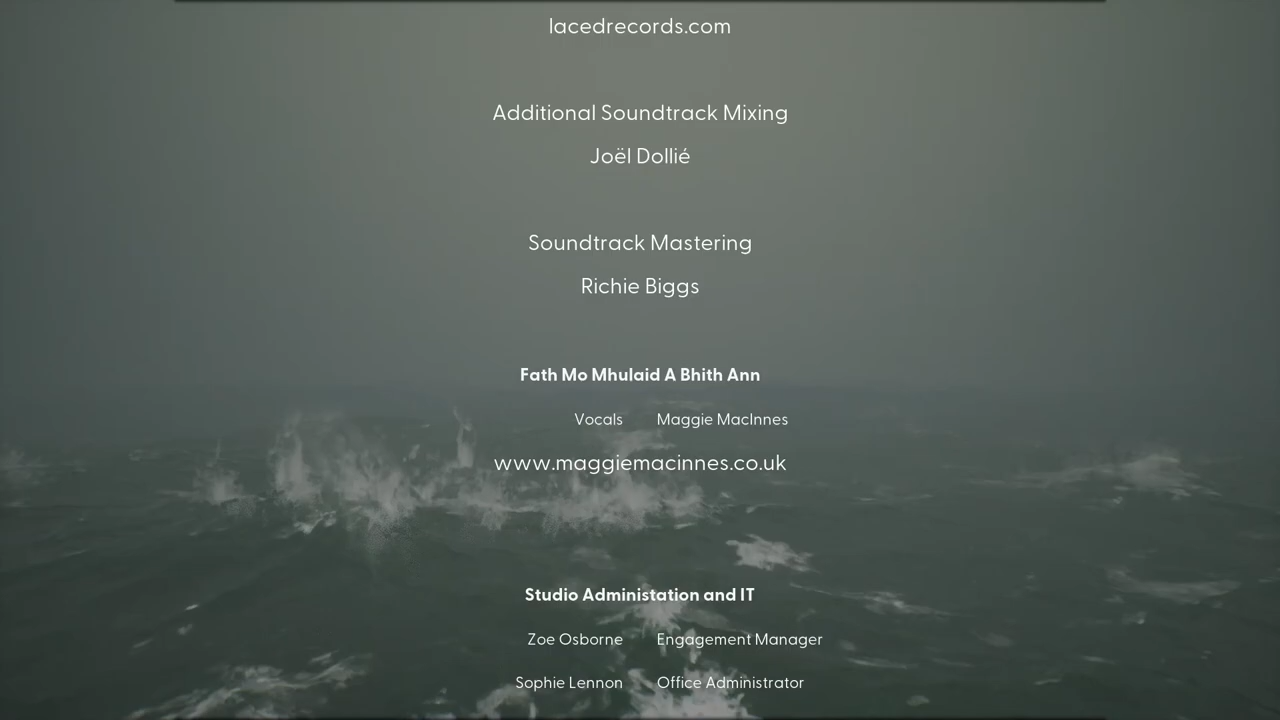 lacedrecords.com
Additional Soundtrack Mixing
Joël Dollié
Soundtrack Mastering
Richie Biggs
Fath Mo Mhulaid A Bhith Ann
Vocals Maggie MacInnes
www.maggiemacinnes.co.uk
Studio Administation and IT
Zoe Osborne Engagement Manager
Sophie Lennon Office Administrator